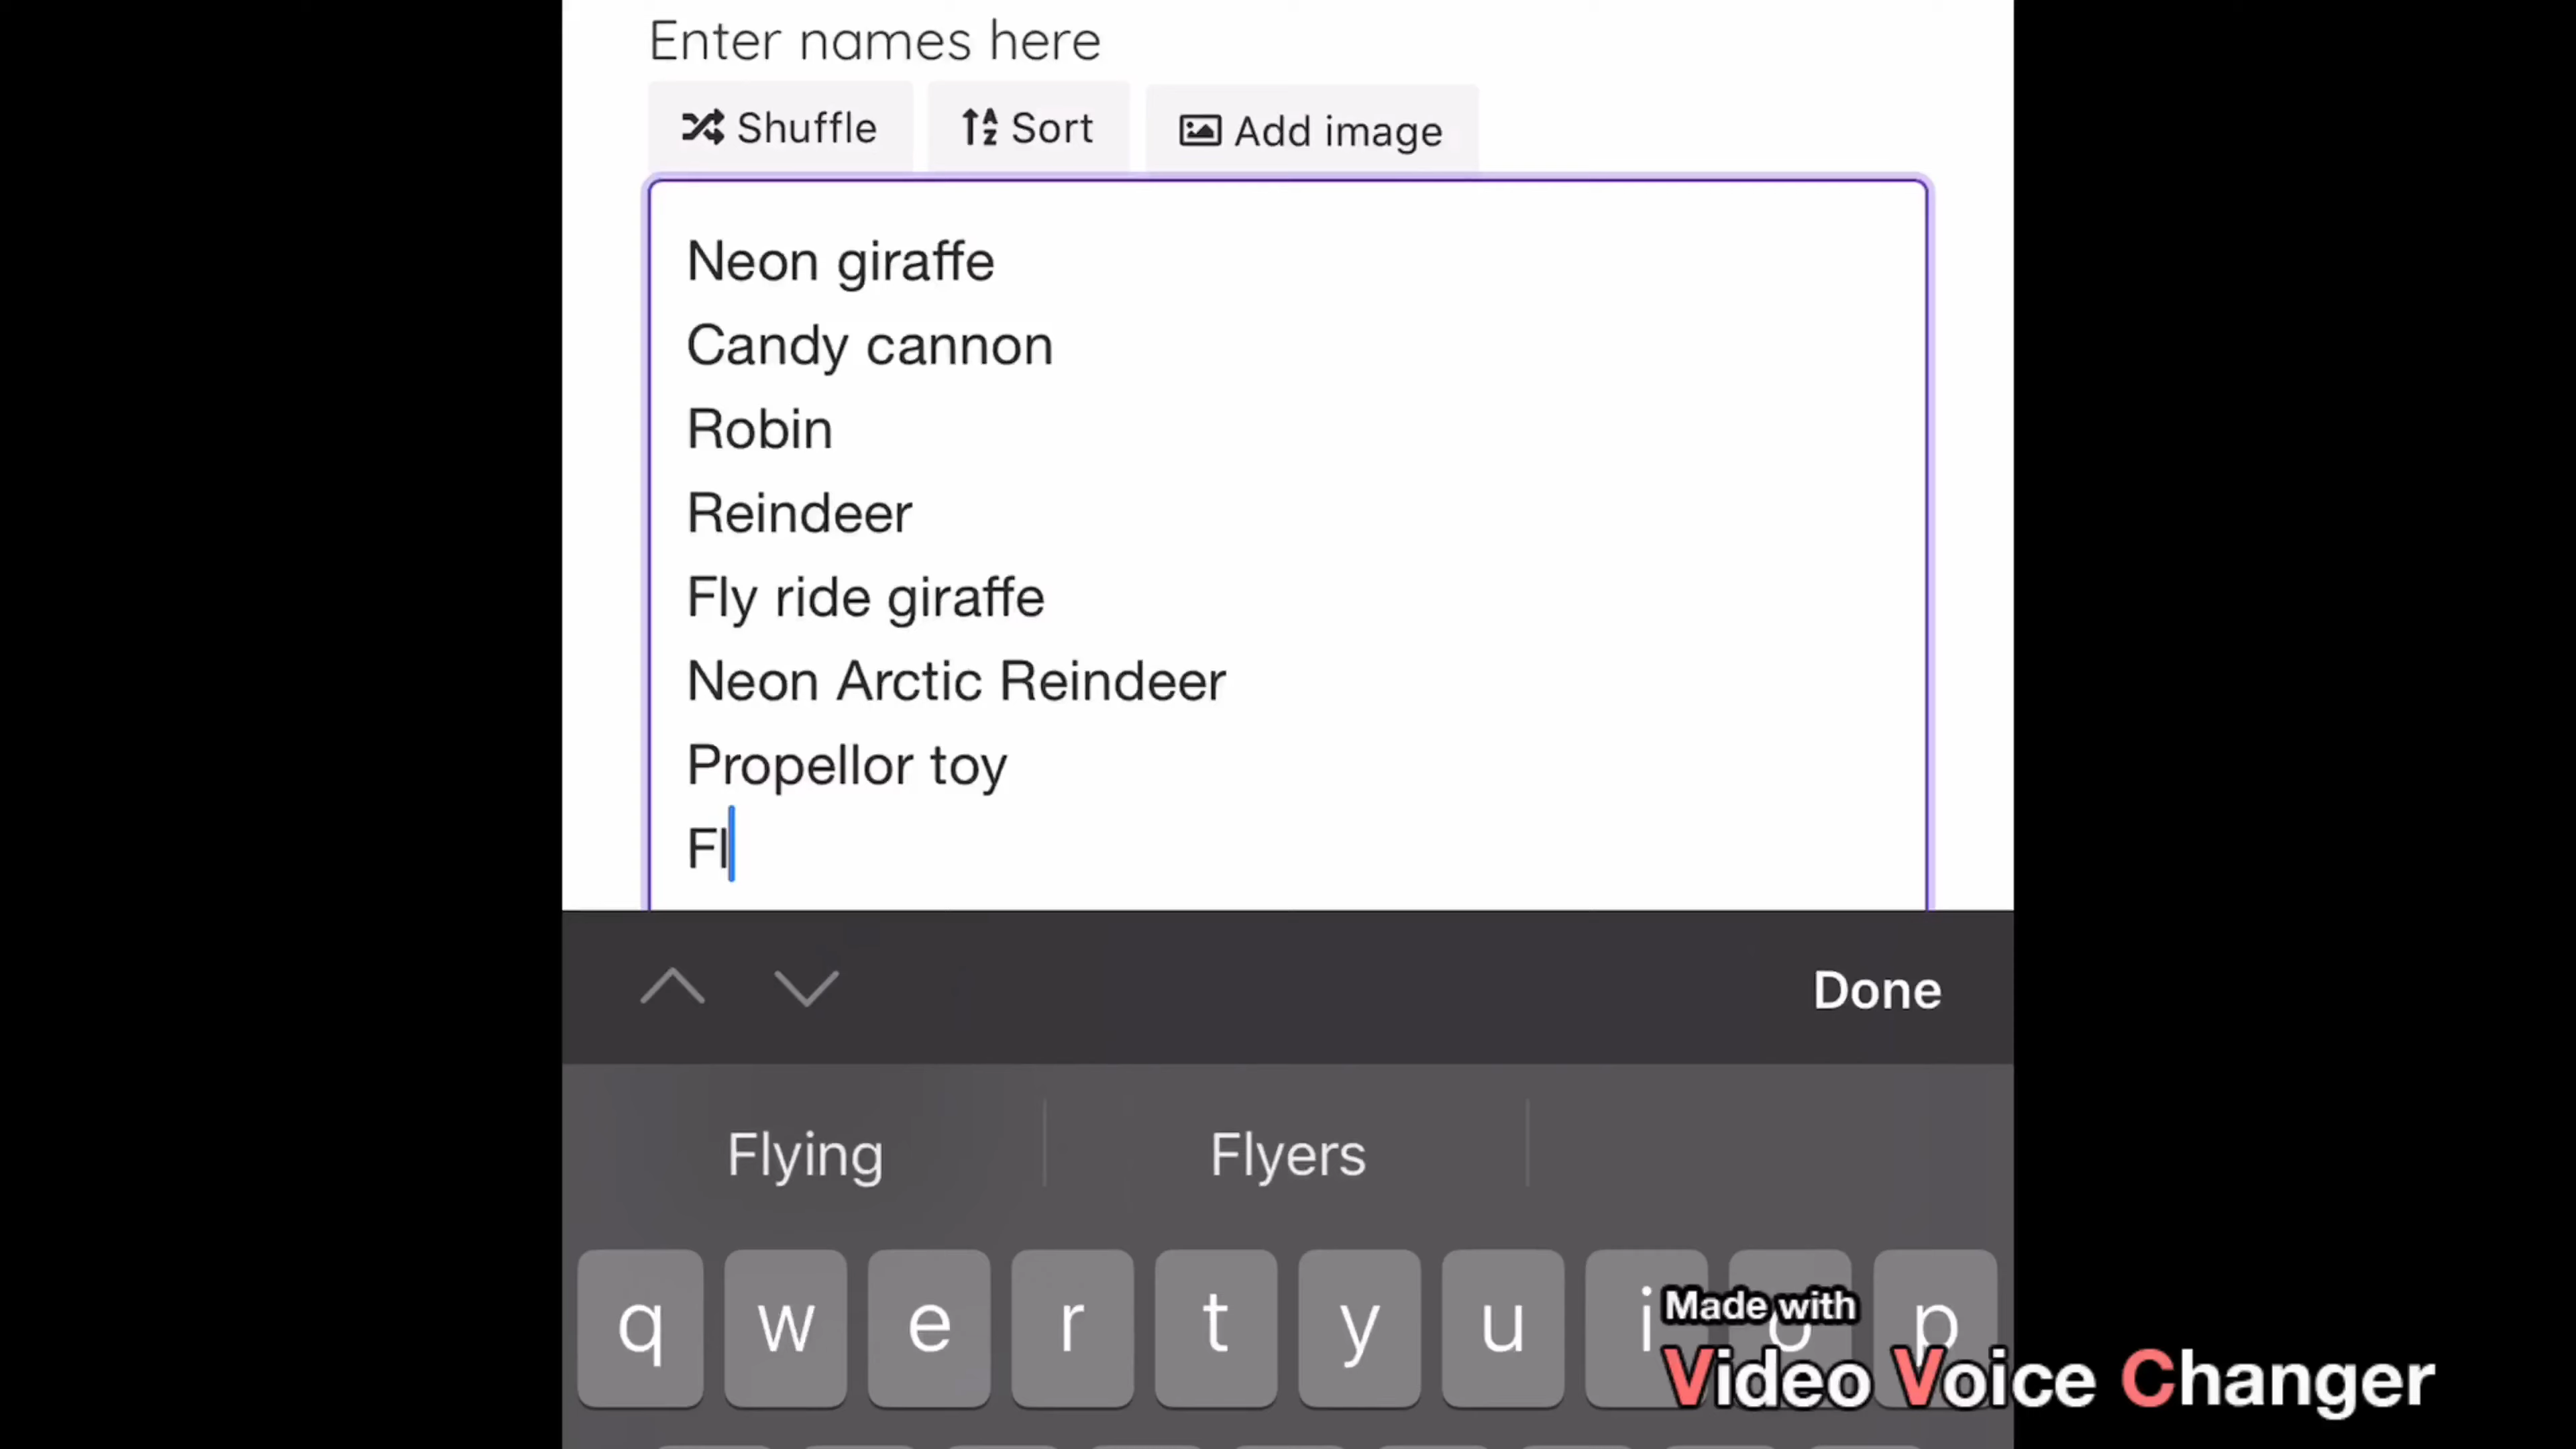 Enter names here
Shuffle Sort Add image
Neon giraffe
Candy cannon
Robin
Reindeer
Fly ride giraffe
Neon Arctic Reindeer
Propellor toy
Fl
Done
Flying Flyers
q w e r t y u i o p
Made with
Video Voice Changer